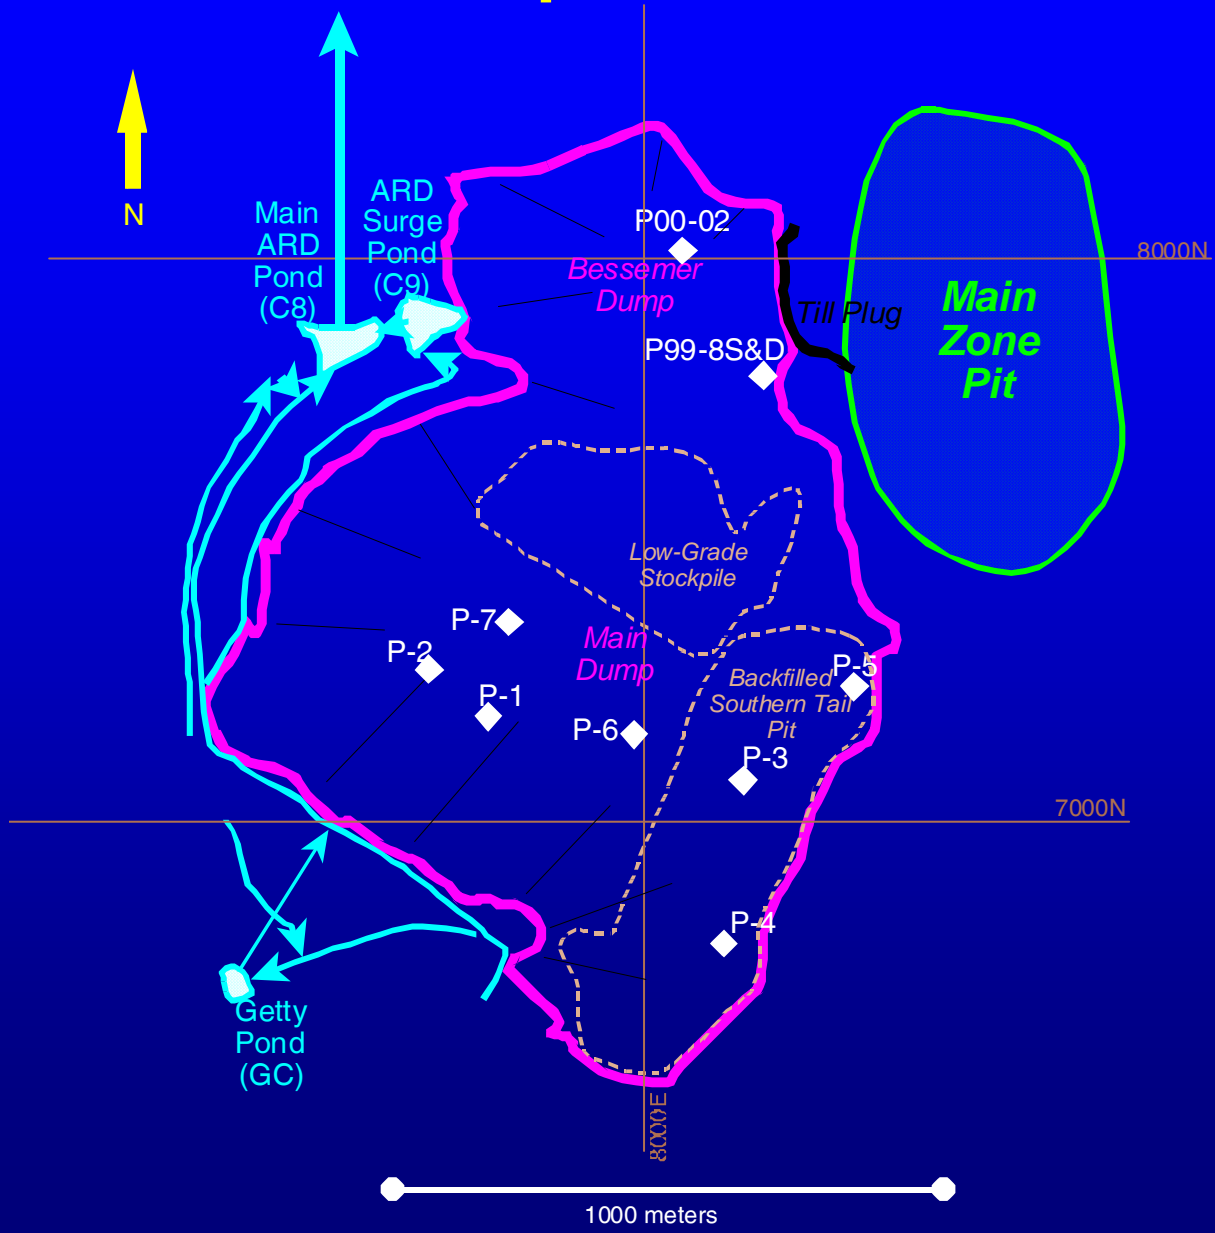 N
Main
ARD
Pond
(C8)
ARD
Surge
Pond
(C9)
P00-02
Bessemer
Dump
8000N
Till Plug
Main
Zone
Pit
P99-8S&D
Low-Grade
Stockpile
P-7
P-2
Main
Dump
P-1
P-6
Backfilled
Southern Tail
Pit
P-5
P-3
7000N
P-4
Getty
Pond
(GC)
8000E
1000 meters